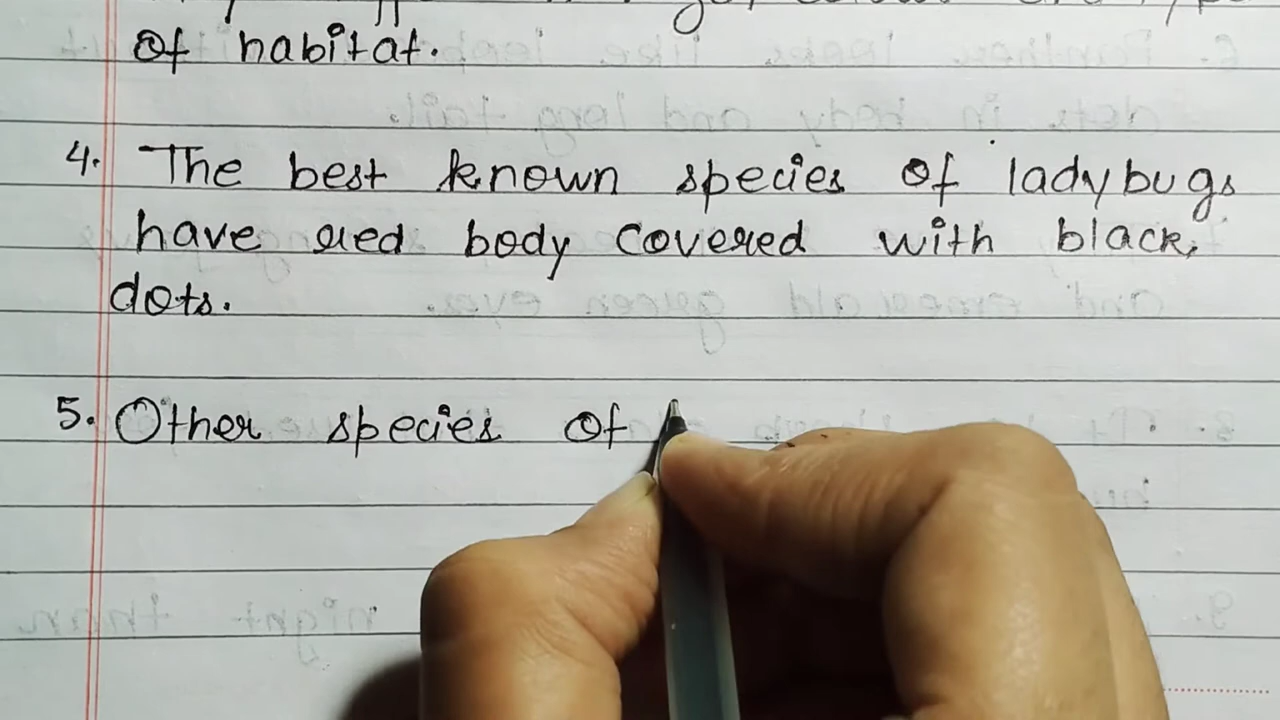 of habitat.
4. The best known species of ladybugs
have red body covered with black
dots.
5. Other species of